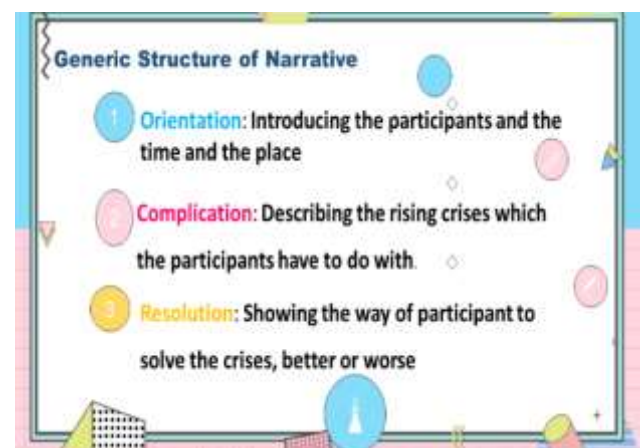 Generic Structure of Narrative
1 Orientation: Introducing the participants and the
time and the place
2 Complication: Describing the rising crises which
the participants have to do with.
3 Resolution: Showing the way of participant to
solve the crises, better or worse